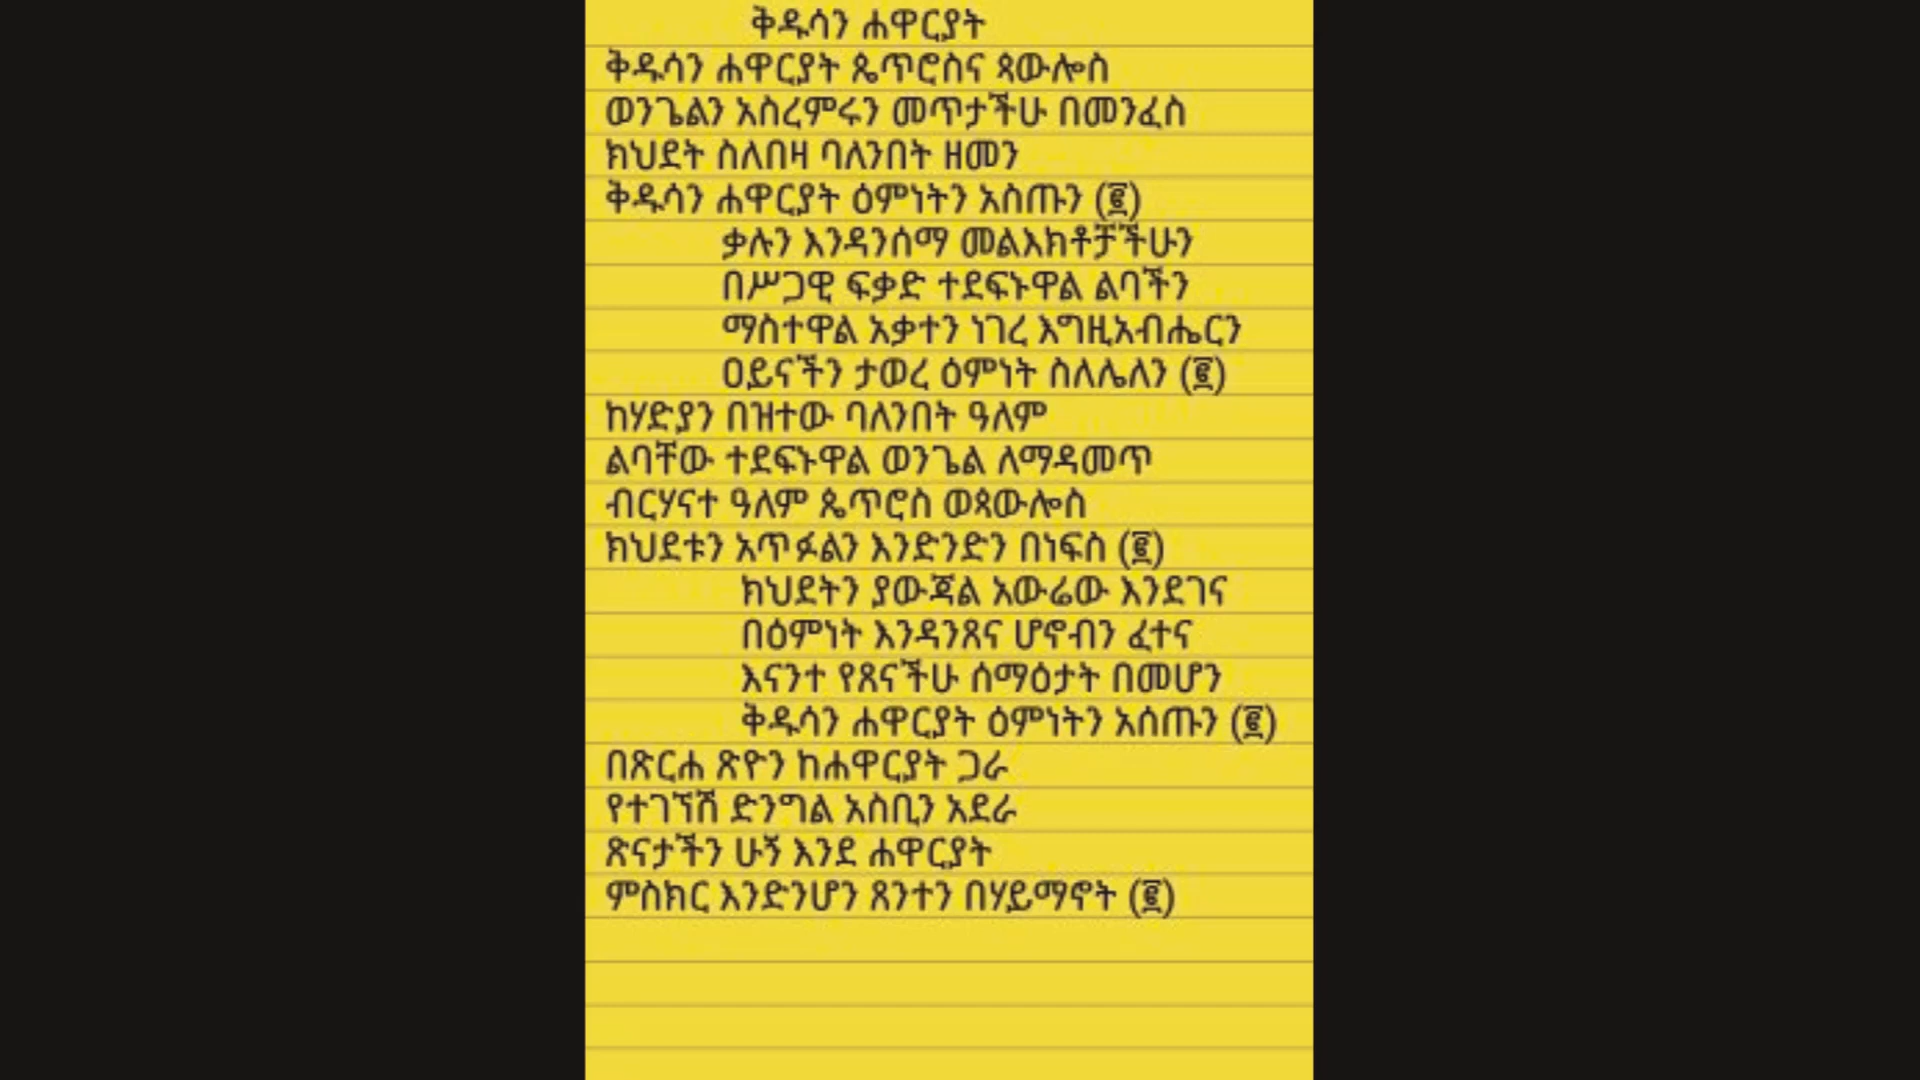 ቅዱሳን ሐዋርያት
ቅዱሳን ሐዋርያት ጴጥሮስና ጳውሎስ
ወንጌልን አስረምሩን መጥታችሁ በመንፈስ
ክህደት ስለበዛ ባለንበት ዘመን
ቅዱሳን ሐዋርያት ዕምነትን አስጡን (፪)
ቃሉን እንዳንሰማ መልእክቶቻችሁን
በሥጋዊ ፍቃድ ተደፍኑዋል ልባችን
ማስተዋል አቃተን ነገረ እግዚአብሔርን
ዐይናችን ታወረ ዕምነት ስለሌለን (፪)
ከሃድያን በዝተው ባለንበት ዓለም
ልባቸው ተደፍኑዋል ወንጌል ለማዳመጥ
ብርሃናተ ዓለም ጴጥሮስ ወጳውሎስ
ክህደቱን አጥፉልን እንድንድን በነፍስ (፪)
ክህደትን ያውጃል አውሬው እንደገና
በዕምነት እንዳንጸና ሆኖብን ፈተና
እናንተ የጸናችሁ ሰማዕታት በመሆን
ቅዱሳን ሐዋርያት ዕምነትን አሰጡን (፪)
በጽርሐ ጽዮን ከሐዋርያት ጋራ
የተገኘሽ ድንግል አስቢን አደራ
ጽናታችን ሁኝ እንደ ሐዋርያት
ምስክር እንድንሆን ጸንተን በሃይማኖት (፪)